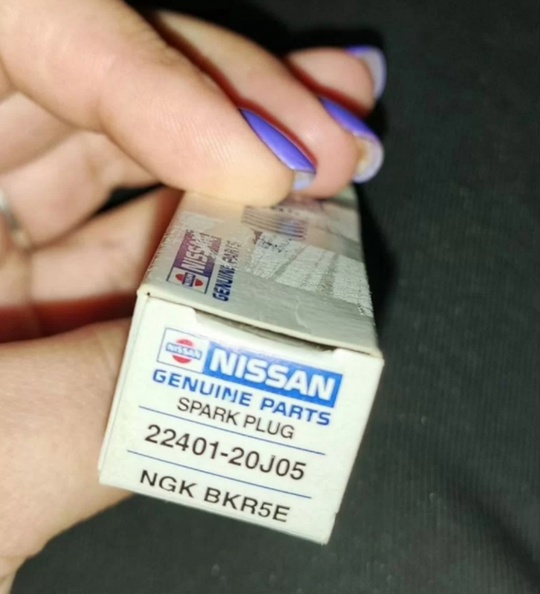 NISSAN
GENUINE PARTS
NISSAN NISSAN
GENUINE PARTS
SPARK PLUG
22401-20J05
NGK BKR5E